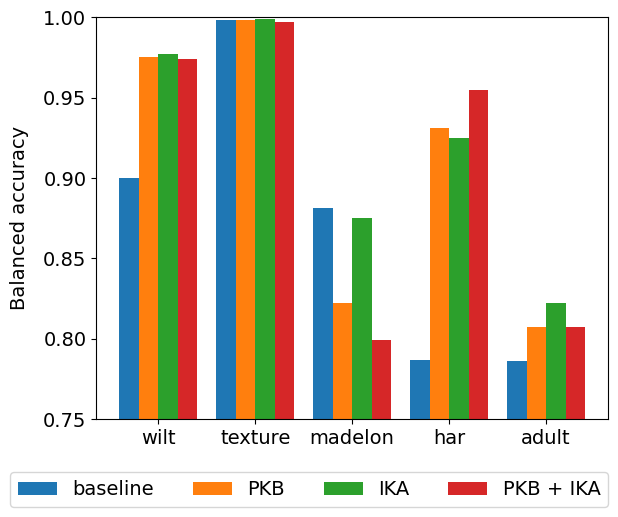 1.00
0.95
0.90
0.85
0.80
0.75
Balanced accuracy
wilt texture madelon har adult
baseline PKB IKA PKB + IKA